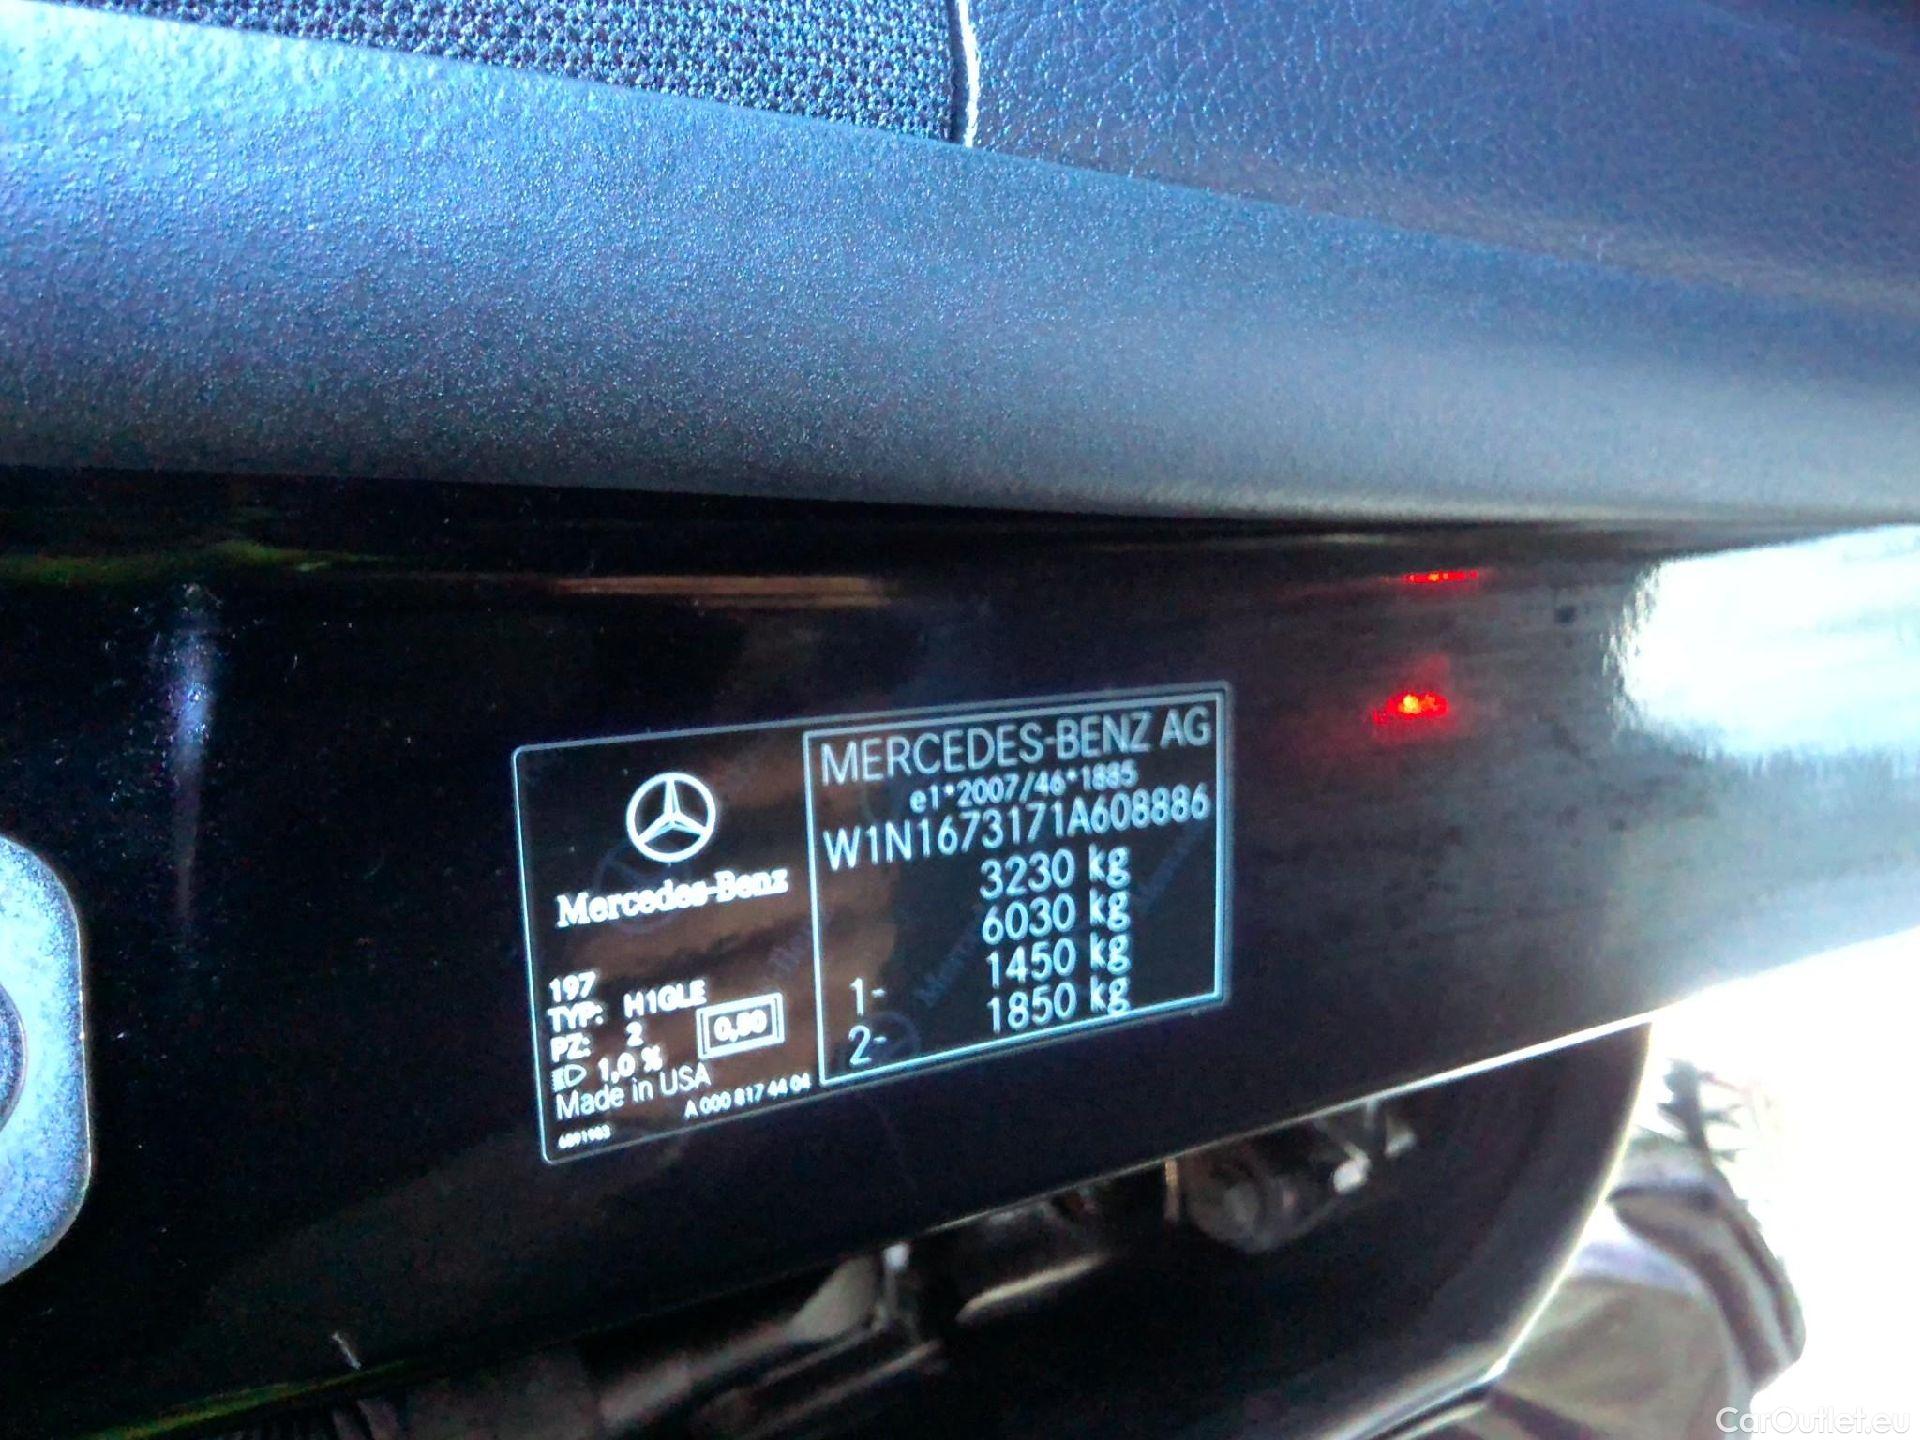 Mercedes-Benz
197
TYP: H1GLE
PZ: 2
1,0 %
0,50
Made in USA
A 000 817 44 04
MERCEDES-BENZ AG
e1*2007/46*1885
W1N1673171A608886
3230 kg
6030 kg
1- 1450 kg
2- 1850 kg
CarOutlet.eu